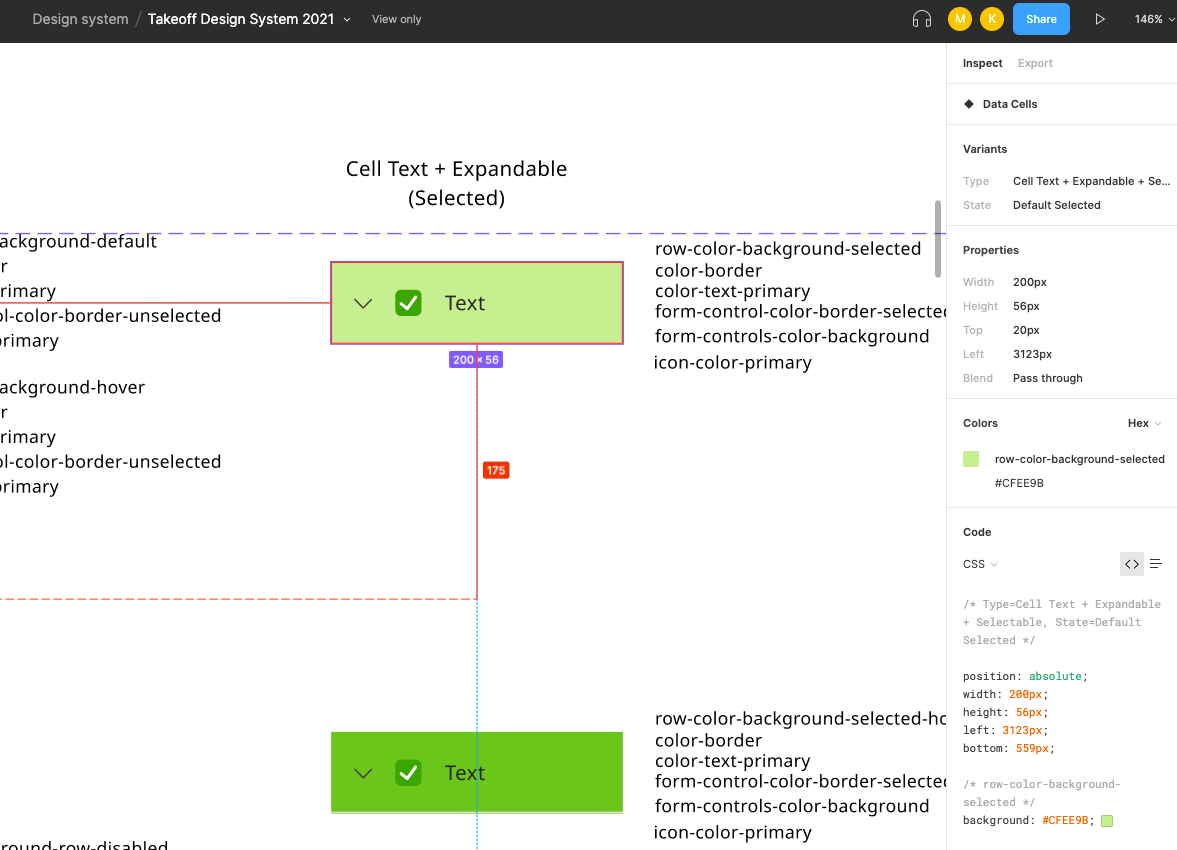 Design system / Takeoff Design System 2021 View only
M K Share 146%
Inspect Export
Data Cells
Variants
Type Cell Text + Expandable + Se...
State Default Selected
Properties
Width 200px
Height 56px
Top 20px
Left 3123px
Blend Pass through
Colors Hex
row-color-background-selected
#CFEE9B
Code
CSS
/* Type=Cell Text + Expandable
+ Selectable, State=Default
Selected */
position: absolute;
width: 200px;
height: 56px;
left: 3123px;
bottom: 559px;
/* row-color-background-
selected */
background: #CFEE9B;
Cell Text + Expandable
(Selected)
ackground-default
r
rimary
ol-color-border-unselected
primary
ackground-hover
r
rimary
ol-color-border-unselected
primary
round-row-disabled
Text
200 × 56
175
row-color-background-selected
color-border
color-text-primary
form-control-color-border-selected
form-controls-color-background
icon-color-primary
Text
row-color-background-selected-ho
color-border
color-text-primary
form-control-color-border-selected
form-controls-color-background
icon-color-primary